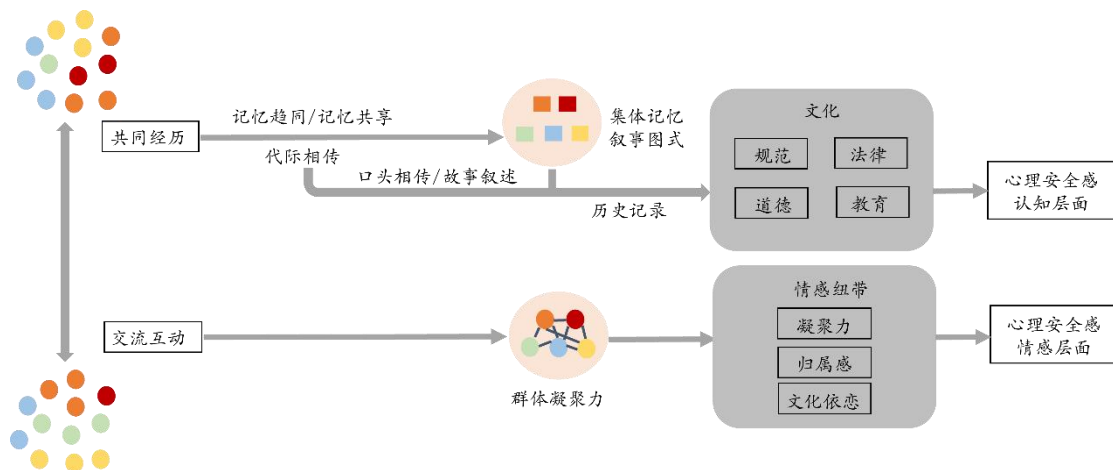 共同经历
记忆趋同/记忆共享
代际相传
口头相传/故事叙述
历史记录
集体记忆
叙事图式
文化
规范
法律
道德
教育
心理安全感
认知层面
交流互动
群体凝聚力
情感纽带
凝聚力
归属感
文化依恋
心理安全感
情感层面